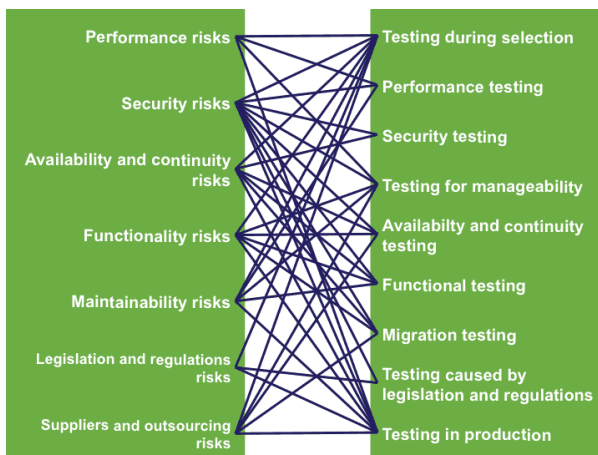 Performance risks
Security risks
Availability and continuity
risks
Functionality risks
Maintainability risks
Legislation and regulations
risks
Suppliers and outsourcing
risks
Testing during selection
Performance testing
Security testing
Testing for manageability
Availabilty and continuity
testing
Functional testing
Migration testing
Testing caused by
legislation and regulations
Testing in production